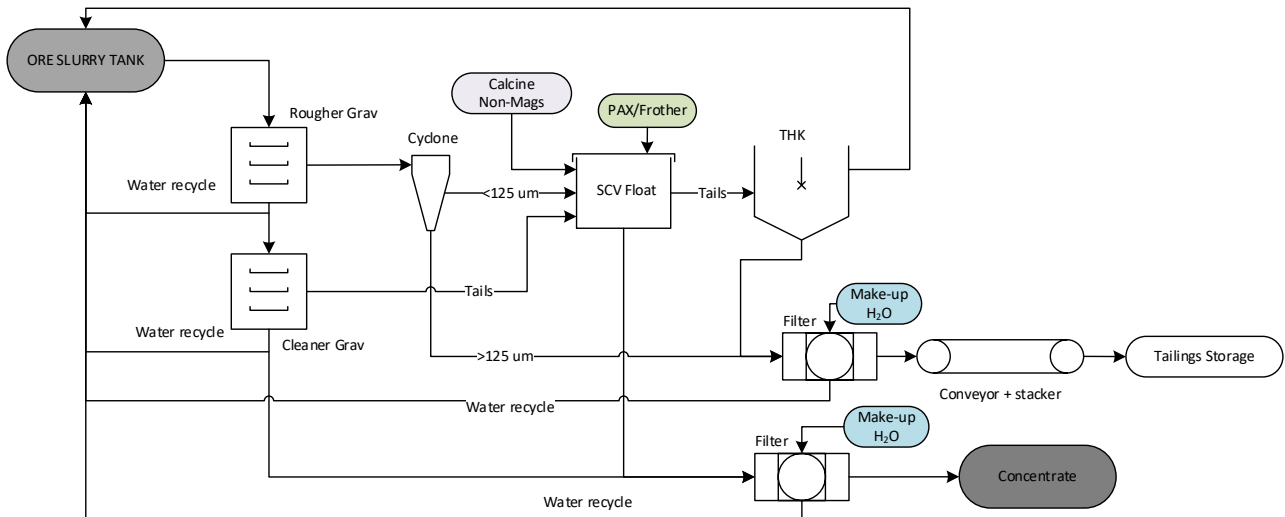 ORE SLURRY TANK
Rougher Grav
Calcine
Non-Mags
PAX/Frother
Cyclone
THK
Water recycle
<125 um
SCV Float
Tails
Tails
Water recycle
Cleaner Grav
>125 um
Filter
Make-up
H₂O
Tailings Storage
Conveyor + stacker
Water recycle
Filter
Make-up
H₂O
Concentrate
Water recycle